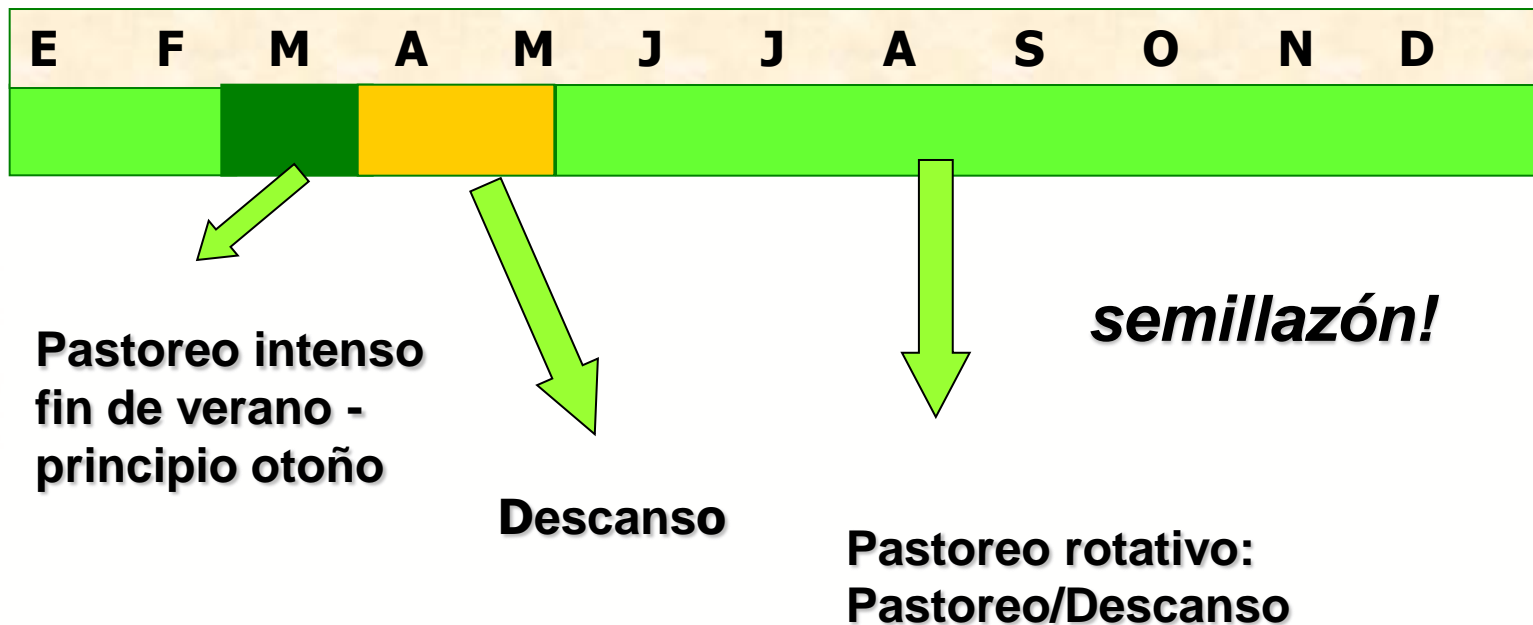 E F M A M J J A S O N D
semillazón!
Pastoreo intenso
fin de verano -
principio otoño
Descanso
Pastoreo rotativo:
Pastoreo/Descanso